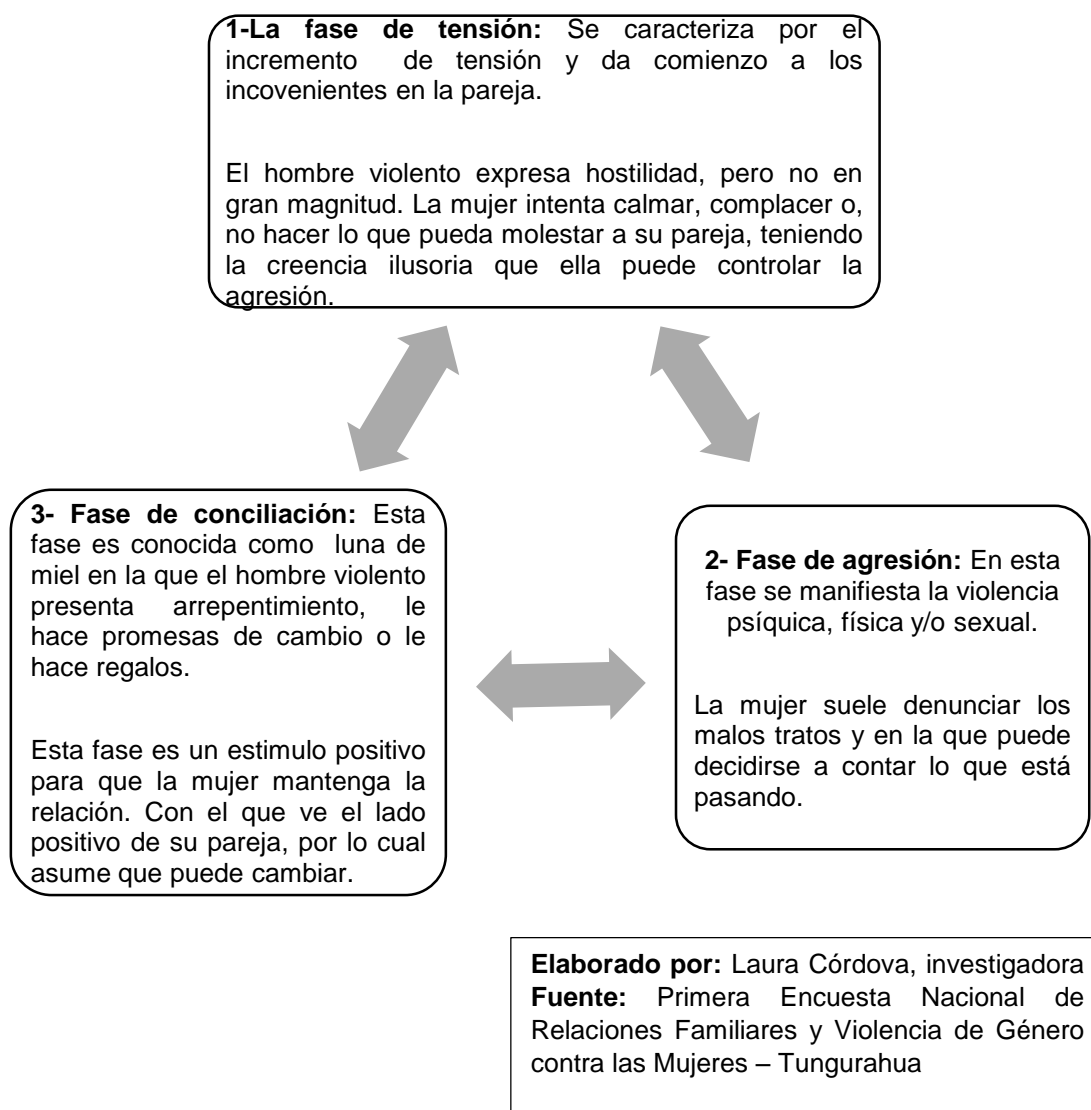 1-La fase de tensión: Se caracteriza por el
incremento de tensión y da comienzo a los
incovenientes en la pareja.
El hombre violento expresa hostilidad, pero no en
gran magnitud. La mujer intenta calmar, complacer o,
no hacer lo que pueda molestar a su pareja, teniendo
la creencia ilusoria que ella puede controlar la
agresión.
3- Fase de conciliación: Esta
fase es conocida como luna de
miel en la que el hombre violento
presenta arrepentimiento, le
hace promesas de cambio o le
hace regalos.
Esta fase es un estimulo positivo
para que la mujer mantenga la
relación. Con el que ve el lado
positivo de su pareja, por lo cual
asume que puede cambiar.
2- Fase de agresión: En esta
fase se manifiesta la violencia
psíquica, física y/o sexual.
La mujer suele denunciar los
malos tratos y en la que puede
decidirse a contar lo que está
pasando.
Elaborado por: Laura Córdova, investigadora
Fuente: Primera Encuesta Nacional de
Relaciones Familiares y Violencia de Género
contra las Mujeres – Tungurahua